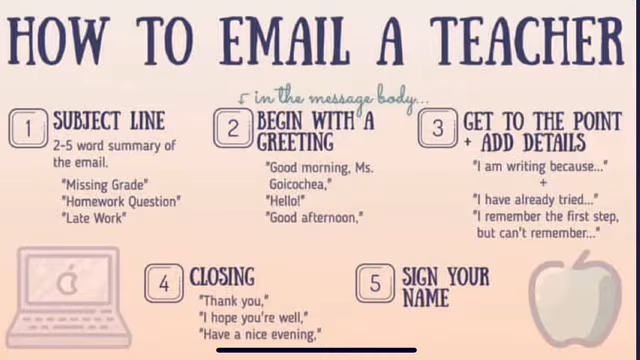 HOW TO EMAIL A TEACHER
in the message body...
1
SUBJECT LINE
2-5 word summary of
the email.
"Missing Grade"
"Homework Question"
"Late Work"
2
BEGIN WITH A
GREETING
"Good morning, Ms.
Goicochea,"
"Hello!"
"Good afternoon,"
3
GET TO THE POINT
+ ADD DETAILS
"I am writing because..."
+
"I have already tried..."
"I remember the first step,
but can't remember..."
4
CLOSING
"Thank you,"
"I hope you're well,"
"Have a nice evening,"
5
SIGN YOUR
NAME